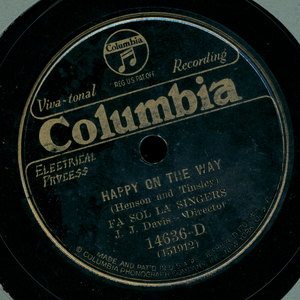 Columbia
REG. US. PAT. OFF.
Viva-tonal Recording
Columbia
ELECTRICAL
PROCESS
HAPPY ON THE WAY
(Henson and Tinsley)
FA SOL LA SINGERS
J. J. Davis - Director
14636-D
(151012)
MADE AND PAT'D IN U.S.A.
COLUMBIA PHONOGRAPH COMPANY